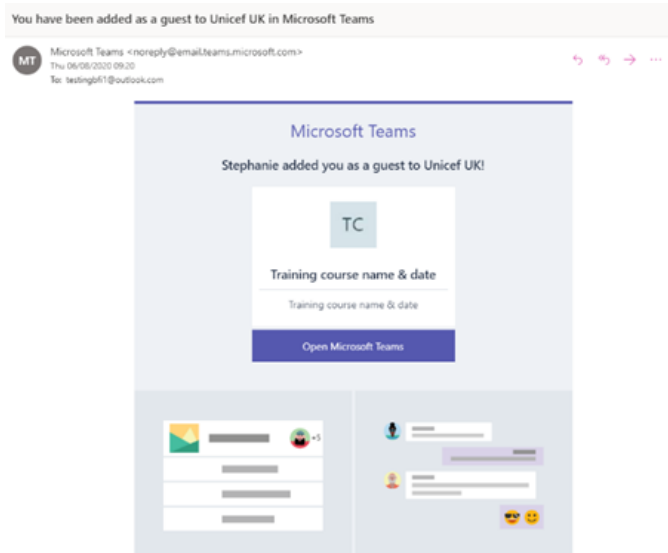 You have been added as a guest to Unicef UK in Microsoft Teams
MT
Microsoft Teams <noreply@email.teams.microsoft.com>
Thu 06/08/2020 09:20
To: testingbfi1@outlook.com
Microsoft Teams
Stephanie added you as a guest to Unicef UK!
TC
Training course name & date
Training course name & date
Open Microsoft Teams
+5